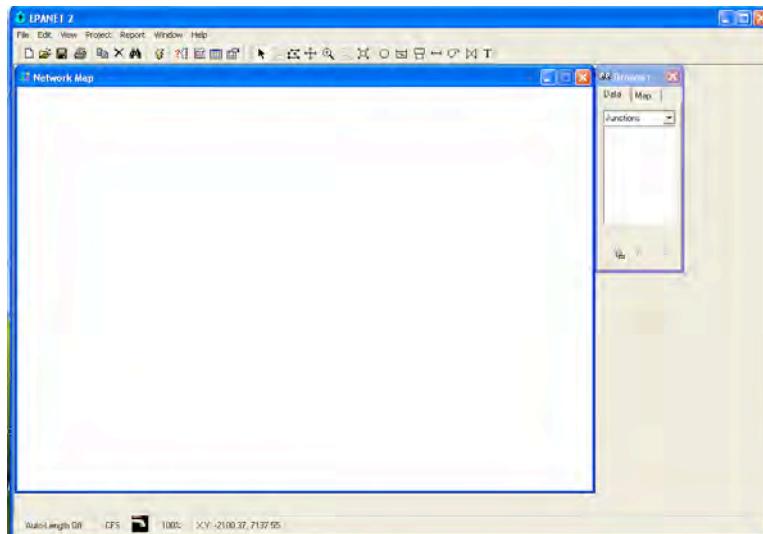 EPANET 2
File Edit View Project Report Window Help
T
Network Map
Browser
Data Map
Junctions
Auto-Length Off CFS 100% X,Y: -2100.37, 7137.55